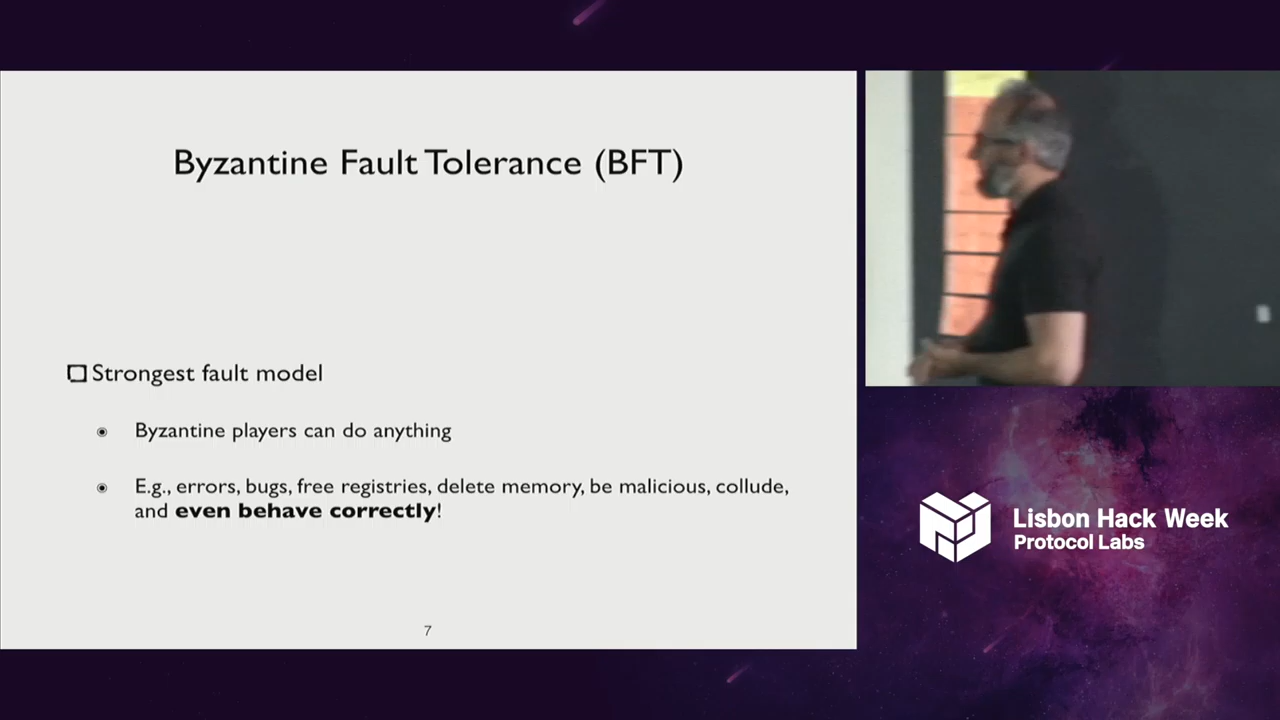 Byzantine Fault Tolerance (BFT)
Strongest fault model
Byzantine players can do anything
E.g., errors, bugs, free registries, delete memory, be malicious, collude,
and even behave correctly!
7
Lisbon Hack Week
Protocol Labs